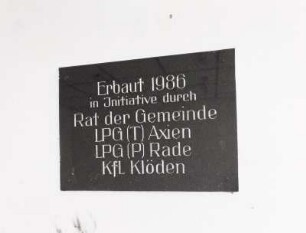 Erbaut 1986
in Initiative durch
Rat der Gemeinde
LPG (T) Axien
LPG (P) Rade
KfL Klöden